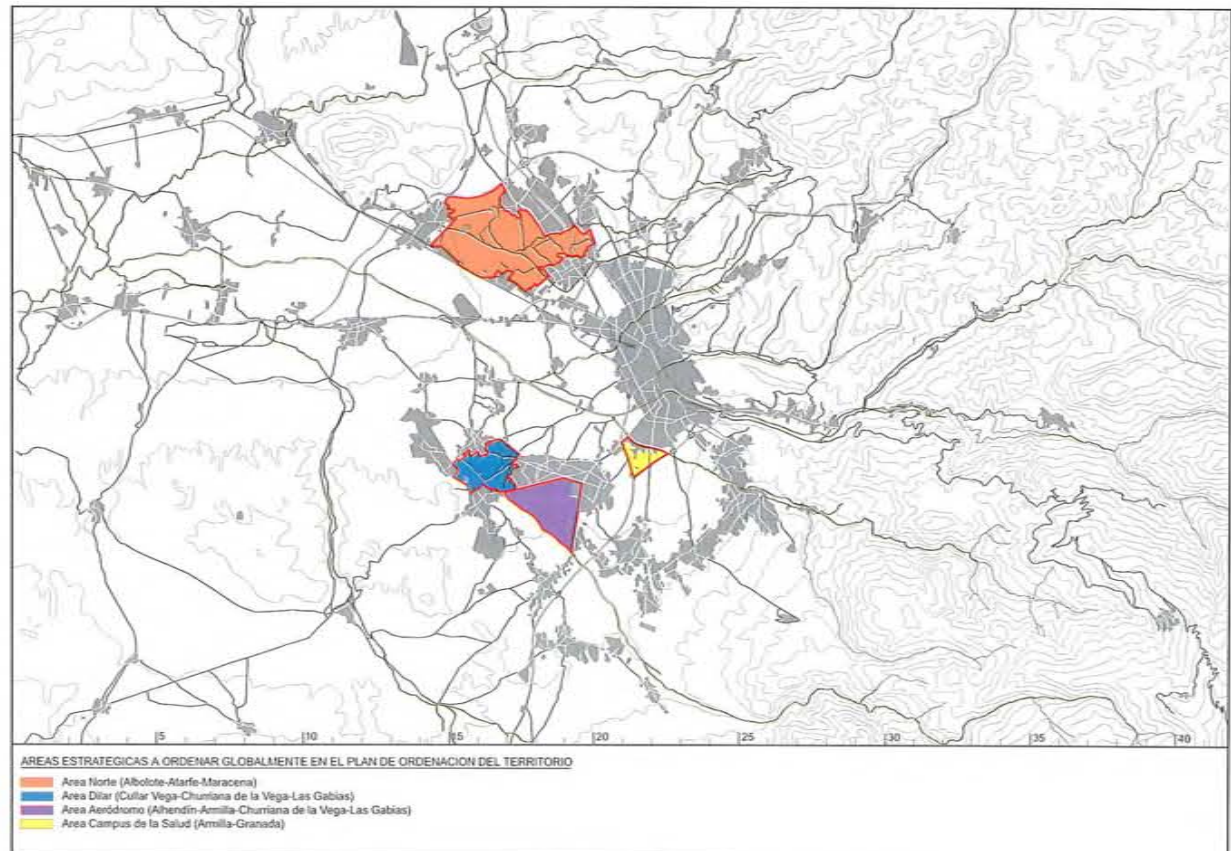 5 10 15 20 25 30 35 40
AREAS ESTRATEGICAS A ORDENAR GLOBALMENTE EN EL PLAN DE ORDENACION DEL TERRITORIO
Area Norte (Albolote-Atarfe-Maracena)
Area Dilar (Cullar Vega-Churriana de la Vega-Las Gabias)
Area Aeródromo (Alhendín-Armilla-Churriana de la Vega-Las Gabias)
Area Campus de la Salud (Armilla-Granada)